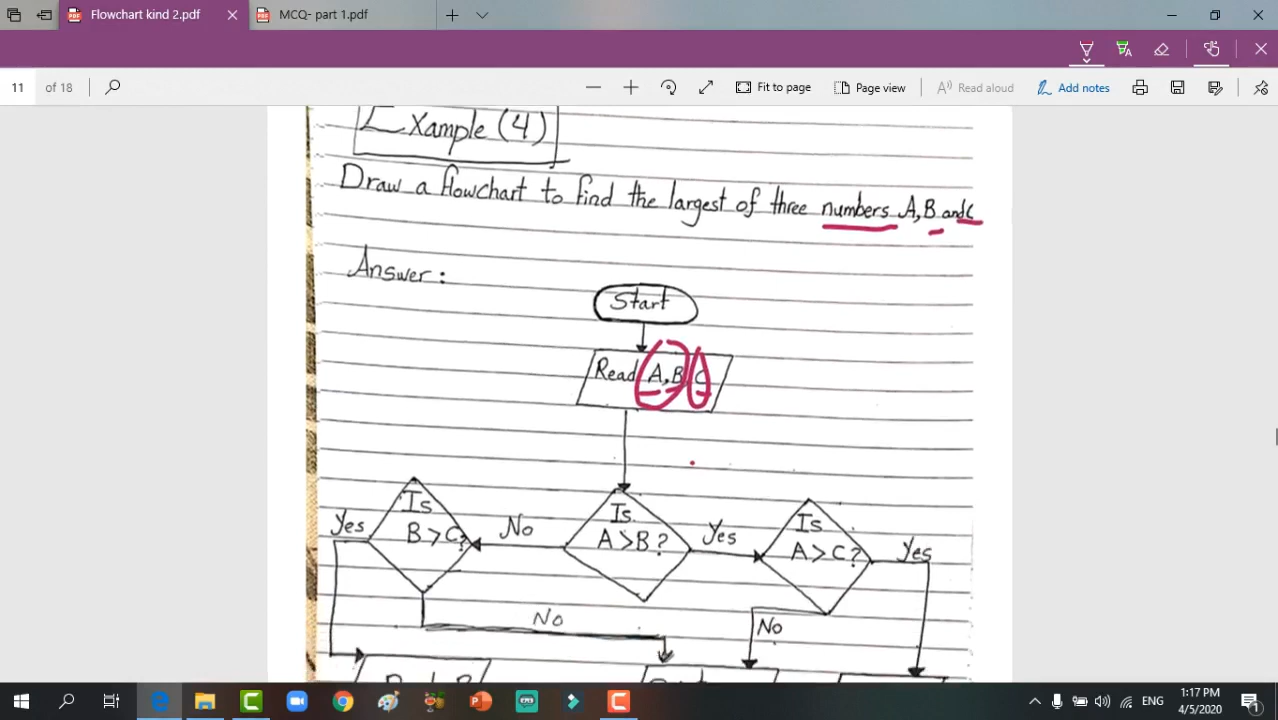 Flowchart kind 2.pdf
MCQ- part 1.pdf
11 of 18
Fit to page
Page view
Read aloud
Add notes
Example (4)
Draw a flowchart to find the largest of three numbers A, B and C
Answer :
Start
Read A, B, C
Is B > C?
Is A > B?
Is A > C?
Yes
No
Yes
Yes
No
No
ENG
1:17 PM
4/5/2020
1